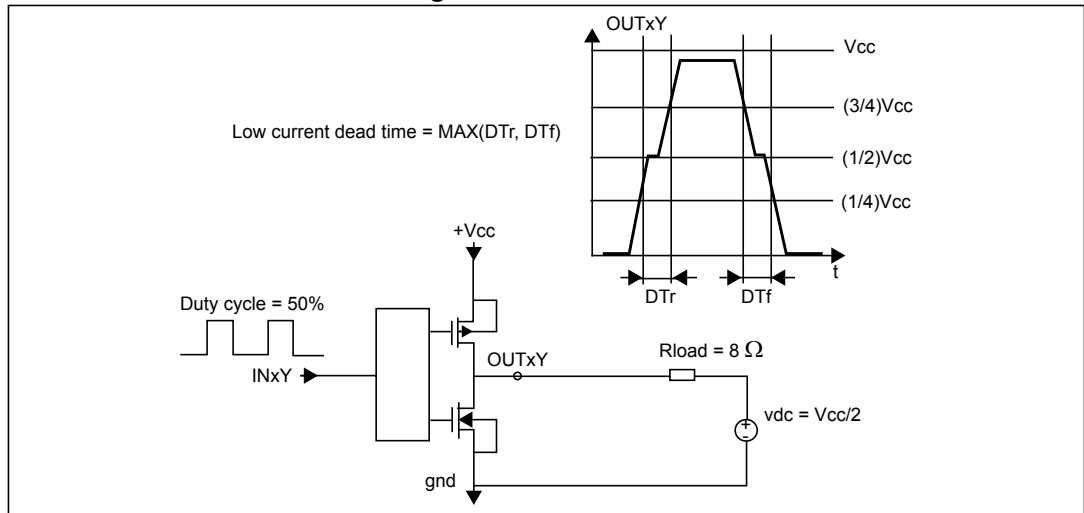 OUTxY
Vcc
(3/4)Vcc
Low current dead time = MAX(DTr, DTf)
(1/2)Vcc
(1/4)Vcc
+Vcc
t
DTr
DTf
Duty cycle = 50%
INxY
OUTxY
Rload = 8 Ω
vdc = Vcc/2
+
-
gnd